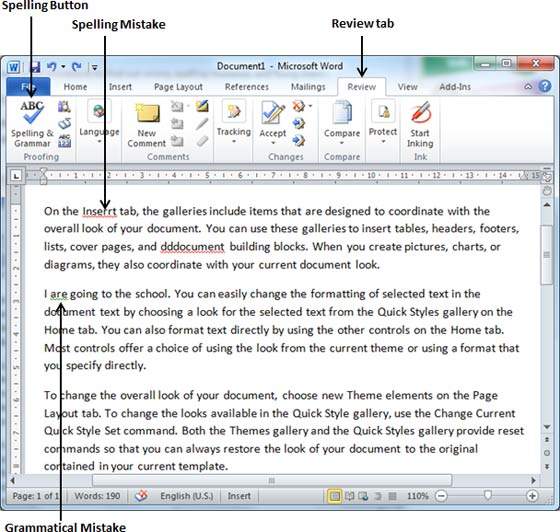 Spelling Button
Spelling Mistake
Review tab
Document1 - Microsoft Word
File Home Insert Page Layout References Mailings Review View Add-Ins
ABC
Spelling & Grammar
Language
New Comment
Tracking
Accept
Compare
Protect
Start Inking
Proofing
Comments
Changes
Compare
Ink
On the Inserrt tab, the galleries include items that are designed to coordinate with the
overall look of your document. You can use these galleries to insert tables, headers, footers,
lists, cover pages, and dddocument building blocks. When you create pictures, charts, or
diagrams, they also coordinate with your current document look.
I are going to the school. You can easily change the formatting of selected text in the
document text by choosing a look for the selected text from the Quick Styles gallery on the
Home tab. You can also format text directly by using the other controls on the Home tab.
Most controls offer a choice of using the look from the current theme or using a format that
you specify directly.
To change the overall look of your document, choose new Theme elements on the Page
Layout tab. To change the looks available in the Quick Style gallery, use the Change Current
Quick Style Set command. Both the Themes gallery and the Quick Styles gallery provide reset
commands so that you can always restore the look of your document to the original
contained in your current template.
Page: 1 of 1 Words: 190 English (U.S.) Insert 110%
Grammatical Mistake